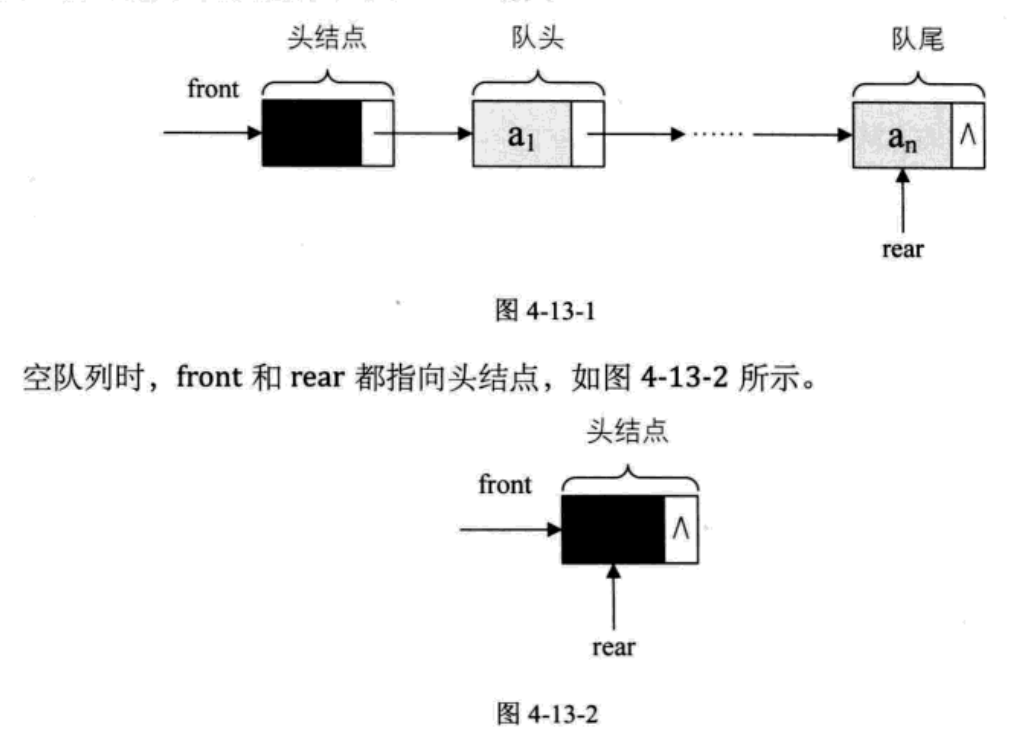 头结点 队头 队尾
front
a₁ …… aₙ ∧
rear
图 4-13-1
空队列时，front 和 rear 都指向头结点，如图 4-13-2 所示。
头结点
front
∧
rear
图 4-13-2